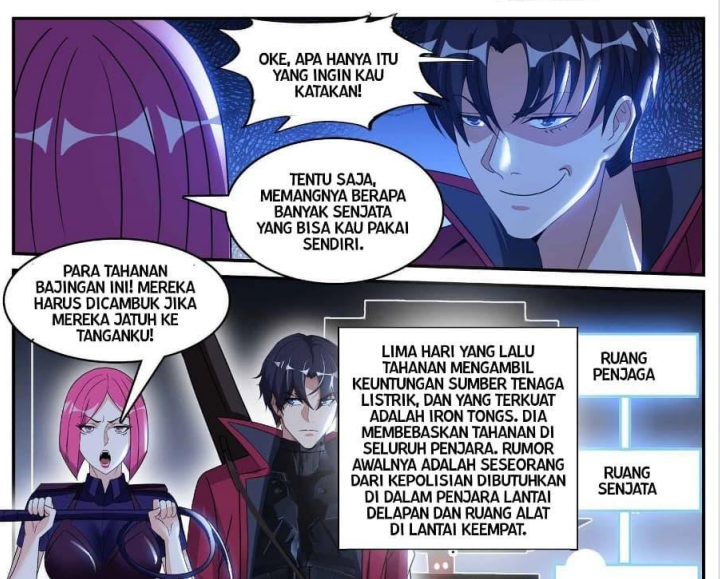 OKE, APA HANYA ITU
YANG INGIN KAU
KATAKAN!
TENTU SAJA,
MEMANGNYA BERAPA
BANYAK SENJATA
YANG BISA KAU PAKAI
SENDIRI.
PARA TAHANAN
BAJINGAN INI! MEREKA
HARUS DICAMBUK JIKA
MEREKA JATUH KE
TANGANKU!
LIMA HARI YANG LALU
TAHANAN MENGAMBIL
KEUNTUNGAN SUMBER TENAGA
LISTRIK, DAN YANG TERKUAT
ADALAH IRON TONGS. DIA
MEMBEBASKAN TAHANAN DI
SELURUH PENJARA. RUMOR
AWALNYA ADALAH SESEORANG
DARI KEPOLISIAN DIBUTUHKAN
DI DALAM PENJARA LANTAI
DELAPAN DAN RUANG ALAT
DI LANTAI KEEMPAT.
RUANG
PENJAGA
RUANG
SENJATA